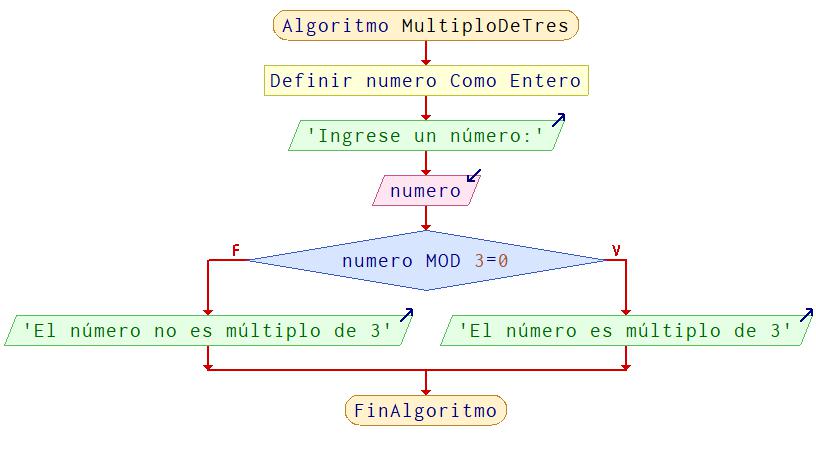 Algoritmo MultiploDeTres
Definir numero Como Entero
'Ingrese un número:'
numero
F
V
numero MOD 3=0
'El número no es múltiplo de 3'
'El número es múltiplo de 3'
FinAlgoritmo